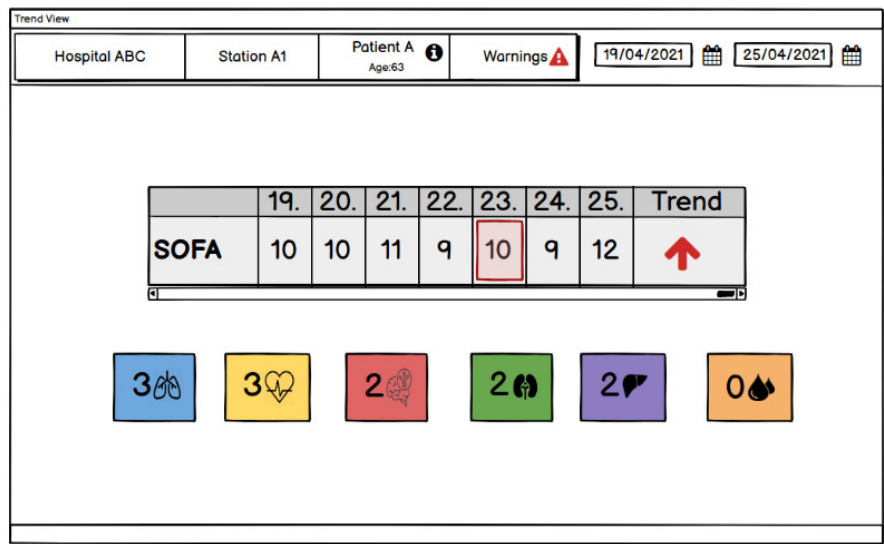 Trend View
Hospital ABC Station A1 Patient A Warnings 19/04/2021 25/04/2021
Age:63
19. 20. 21. 22. 23. 24. 25. Trend
SOFA 10 10 11 9 10 9 12
3 3 2 2 2 0